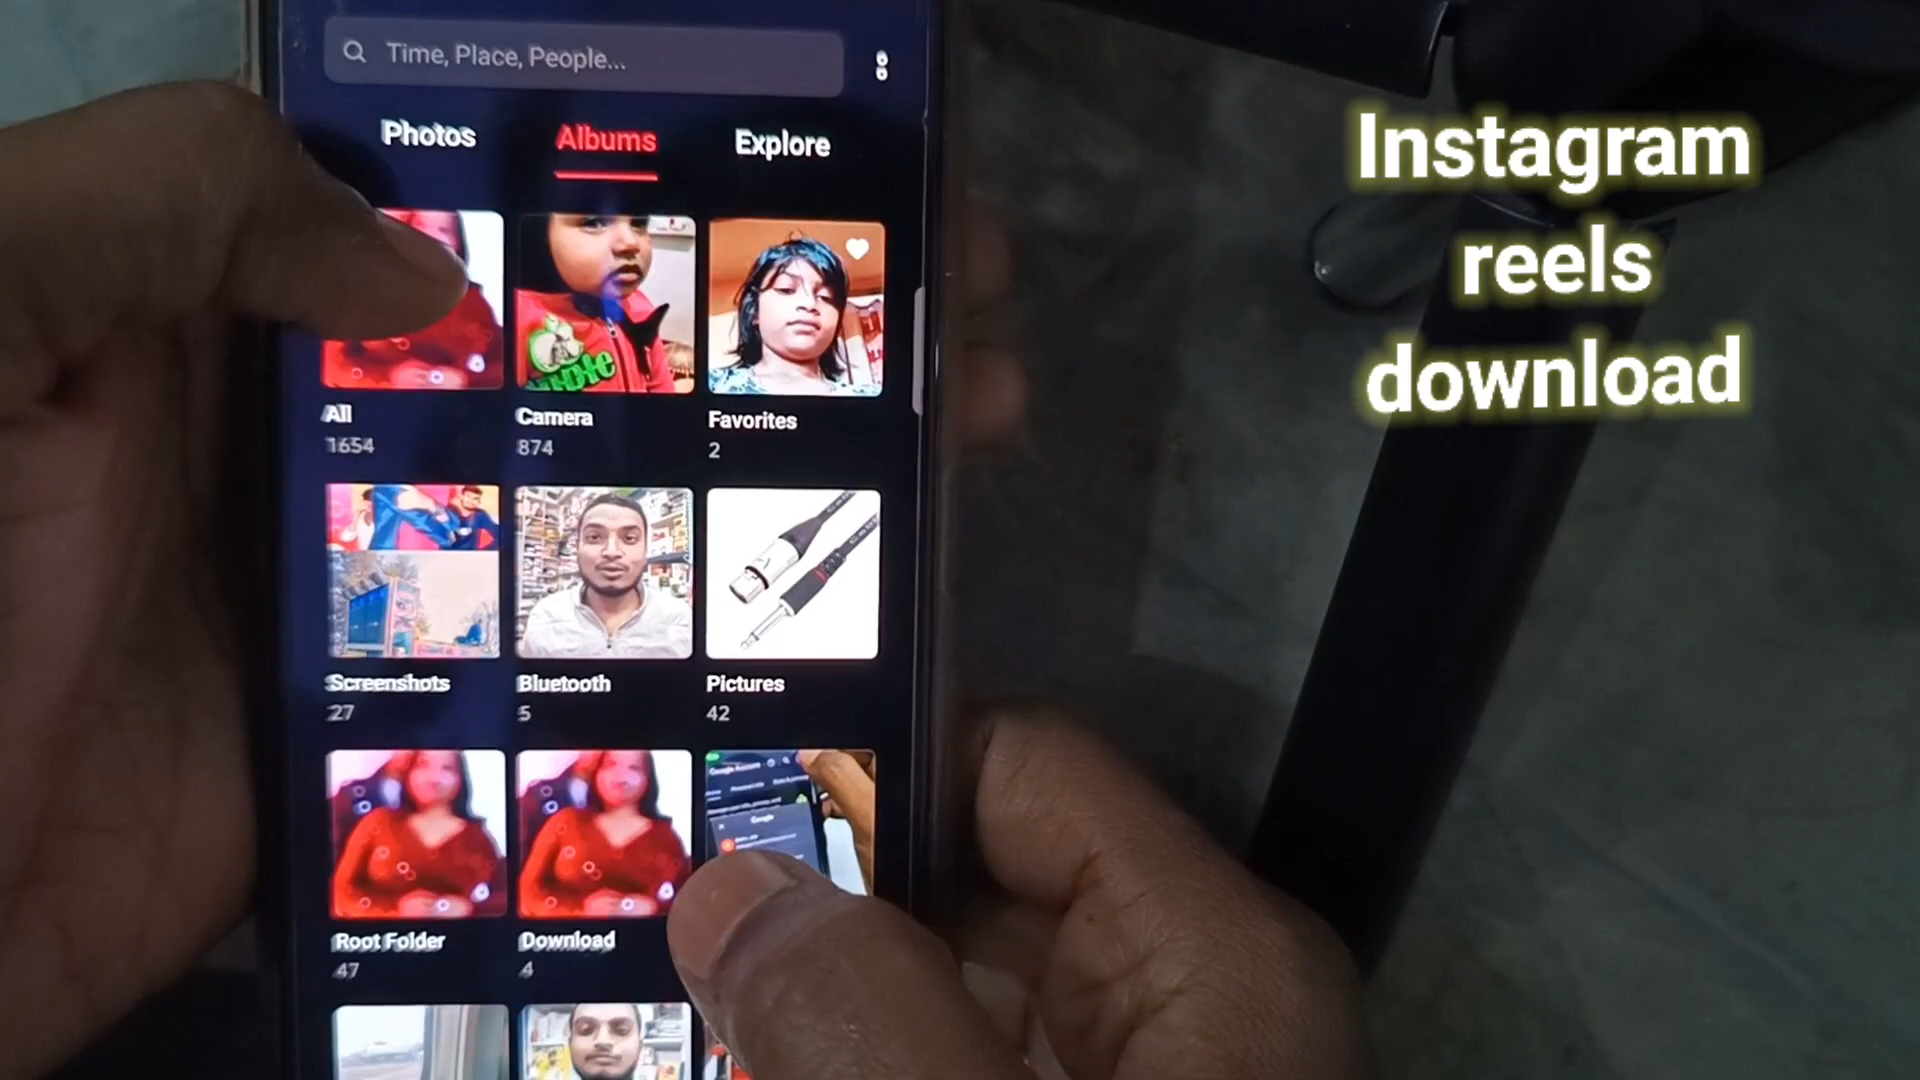 Time, Place, People...
Photos
Albums
Explore
Instagram
reels
download
All
1654
Camera
874
Favorites
2
Screenshots
27
Bluetooth
5
Pictures
42
Google
Root Folder
47
Download
4